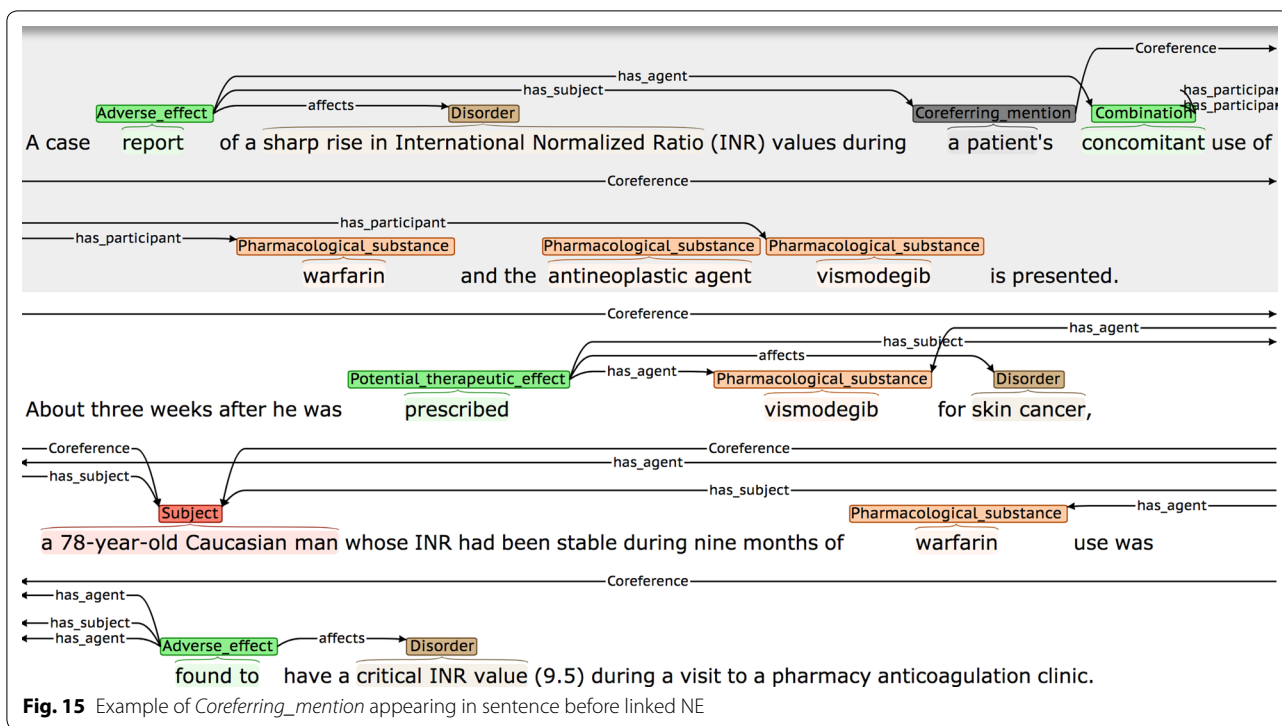 Coreference
has_agent
has_subject
has_participan
affects
has_participan
Adverse_effect Disorder Coreferring_mention Combination
A case report of a sharp rise in International Normalized Ratio (INR) values during a patient's concomitant use of
Coreference
has_participant
has_participant
Pharmacological_substance Pharmacological_substance Pharmacological_substance
warfarin and the antineoplastic agent vismodegib is presented.
Coreference
has_agent
has_subject
affects
has_agent
Potential_therapeutic_effect Pharmacological_substance Disorder
About three weeks after he was prescribed vismodegib for skin cancer,
Coreference Coreference
has_agent
has_subject
has_subject
has_agent
Subject Pharmacological_substance
a 78-year-old Caucasian man whose INR had been stable during nine months of warfarin use was
Coreference
has_agent
has_subject
has_agent affects
Adverse_effect Disorder
found to have a critical INR value (9.5) during a visit to a pharmacy anticoagulation clinic.
Fig. 15 Example of Coreferring_mention appearing in sentence before linked NE